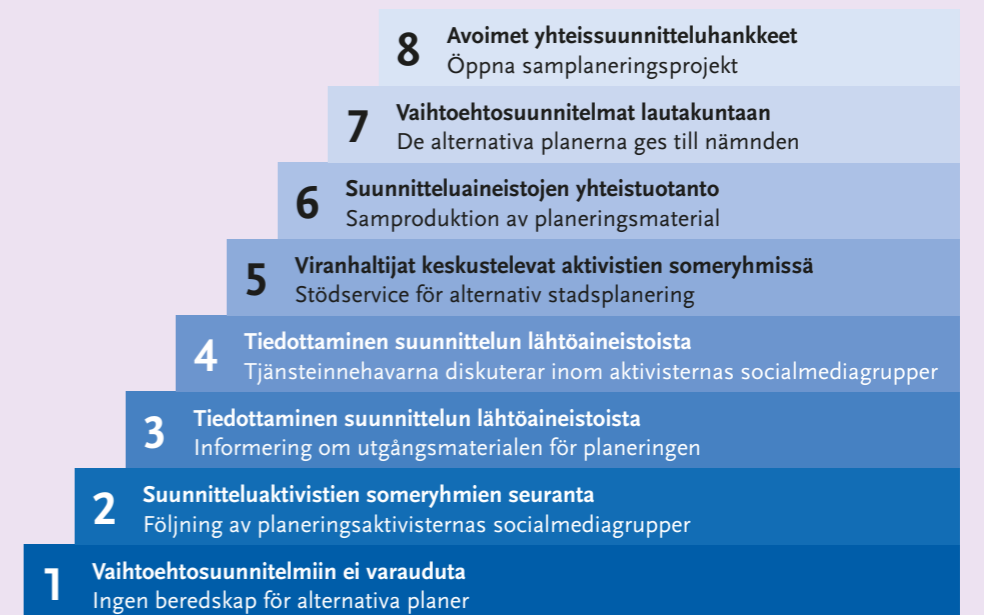 8 Avoimet yhteissuunnitteluhankkeet
Öppna samplaneringsprojekt
7 Vaihtoehtosuunnitelmat lautakuntaan
De alternativa planerna ges till nämnden
6 Suunnitteluaineistojen yhteistuotanto
Samproduktion av planeringsmaterial
5 Viranhaltijat keskustelevat aktivistien someryhmissä
Stödservice för alternativ stadsplanering
4 Tiedottaminen suunnittelun lähtöaineistoista
Tjänsteinnehavarna diskuterar inom aktivisternas socialmediagrupper
3 Tiedottaminen suunnittelun lähtöaineistoista
Informering om utgångsmaterialen för planeringen
2 Suunnitteluaktivistien someryhmien seuranta
Följning av planeringsaktivisternas socialmediagrupper
1 Vaihtoehtosuunnitelmiin ei varauduta
Ingen beredskap för alternativa planer